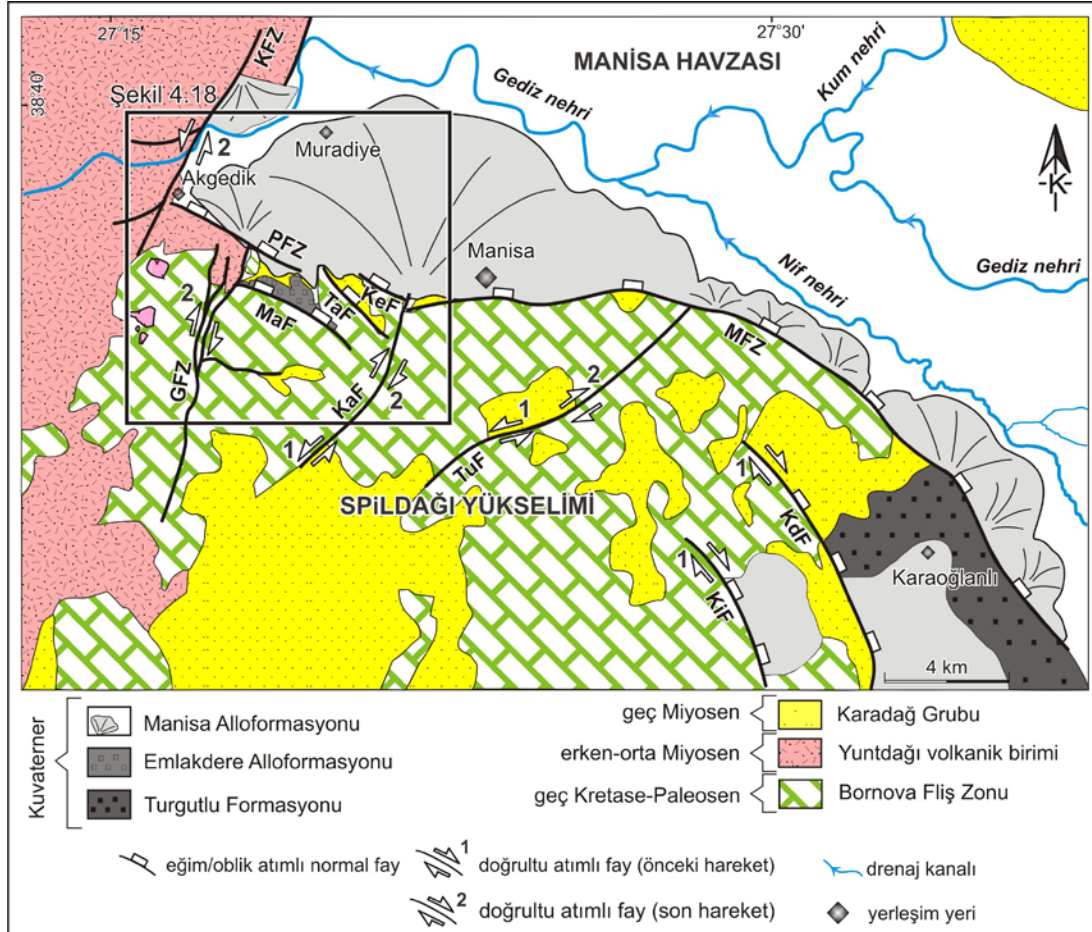 27°15'
27°30'
38°40'
KFZ
MANİSA HAVZASI
Kum nehri
Gediz nehri
Şekil 4.18
2
Muradiye
-K-
Akgedik
PFZ
Manisa
Nif nehri
Gediz nehri
KeF
TaF
MaF
2
MFZ
GFZ
KaF
2
2
1
1
TuF
SPiLDAĞI YÜKSELİMİ
1
KdF
1
KiF
Karaoğlanlı
4 km
Kuvaterner
Manisa Alloformasyonu
Emlakdere Alloformasyonu
Turgutlu Formasyonu
geç Miyosen
Karadağ Grubu
erken-orta Miyosen
Yuntdağı volkanik birimi
geç Kretase-Paleosen
Bornova Fliş Zonu
eğim/oblik atımlı normal fay
1
doğrultu atımlı fay (önceki hareket)
drenaj kanalı
2
doğrultu atımlı fay (son hareket)
yerleşim yeri